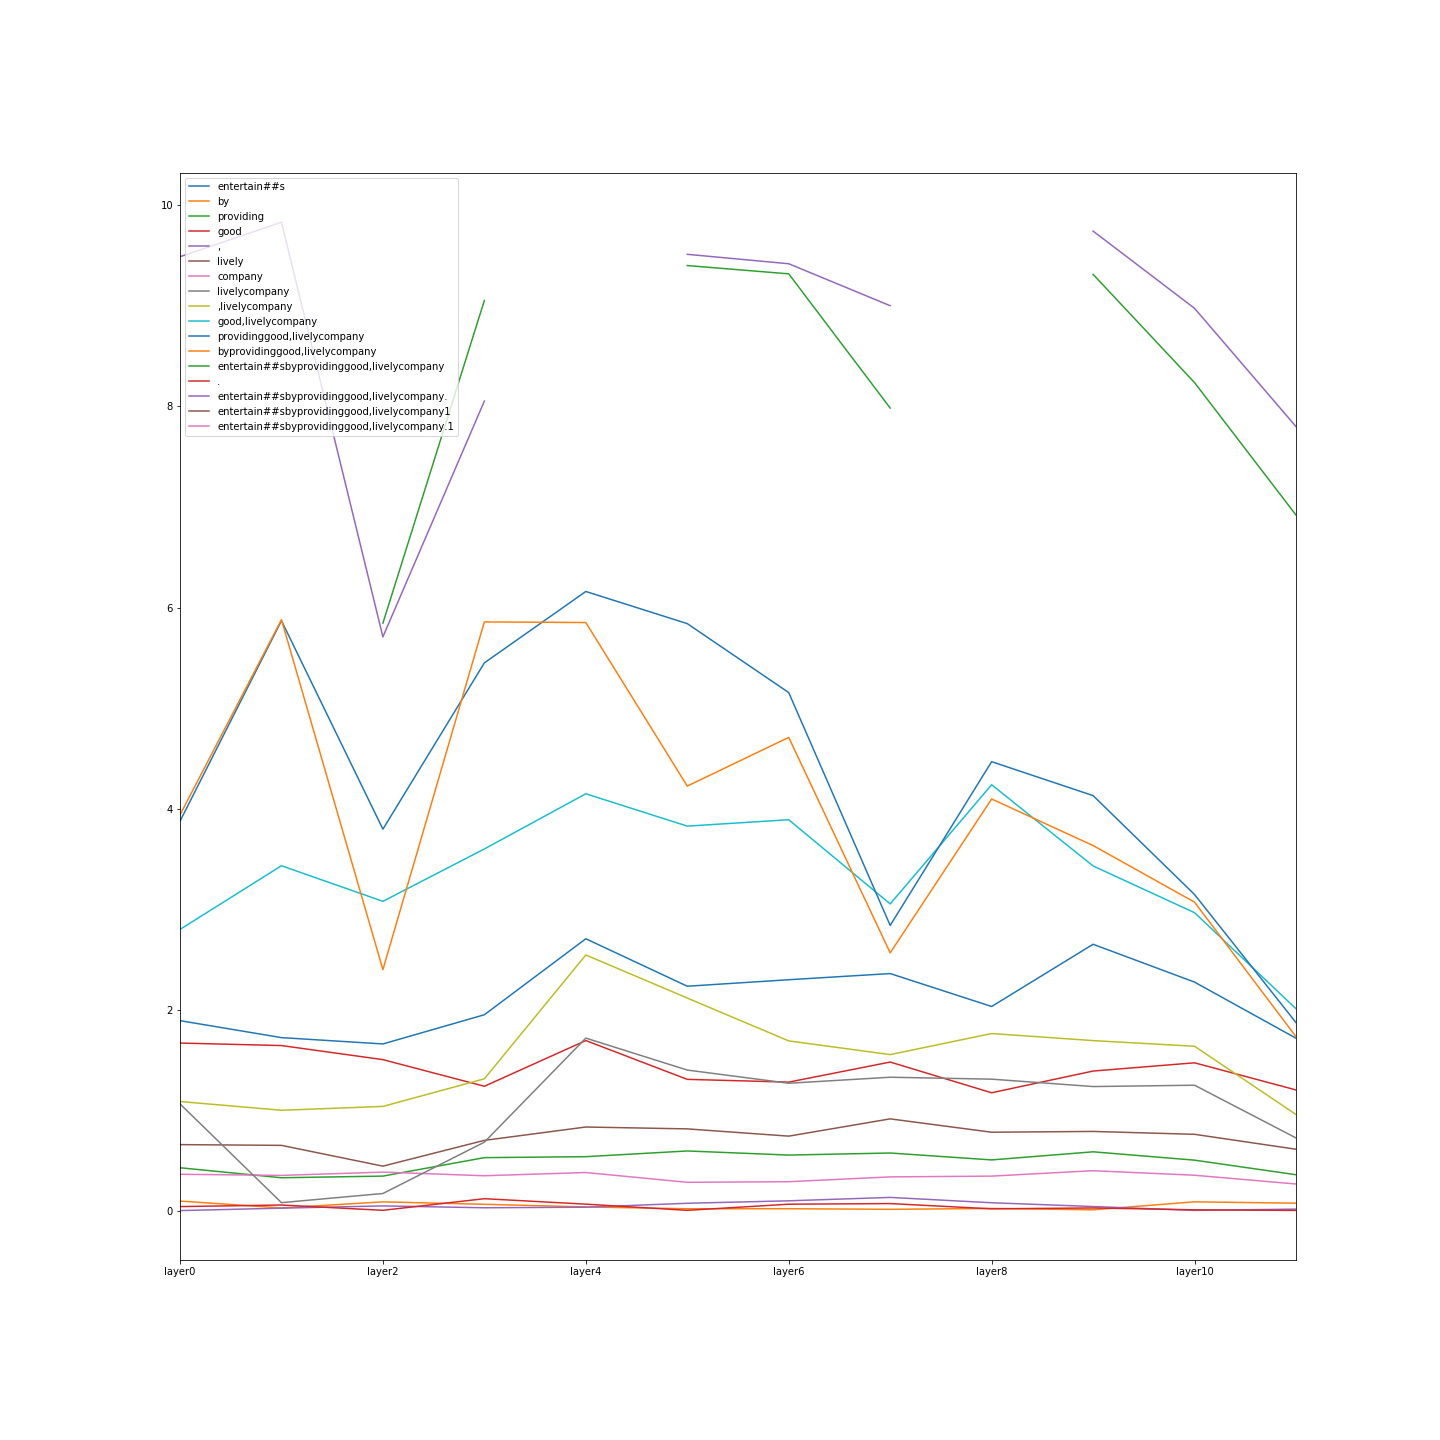 10
8
6
4
2
0
entertain##s
by
providing
good
,
lively
company
livelycompany
,livelycompany
good,livelycompany
providinggood,livelycompany
byprovidinggood,livelycompany
entertain##sbyprovidinggood,livelycompany
.
entertain##sbyprovidinggood,livelycompany.
entertain##sbyprovidinggood,livelycompany1
entertain##sbyprovidinggood,livelycompany.1
layer0 layer2 layer4 layer6 layer8 layer10